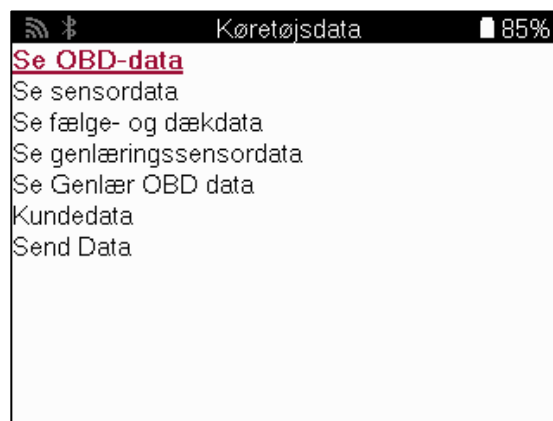 Køretøjsdata 85%
Se OBD-data
Se sensordata
Se fælge- og dækdata
Se genlæringssensordata
Se Genlær OBD data
Kundedata
Send Data